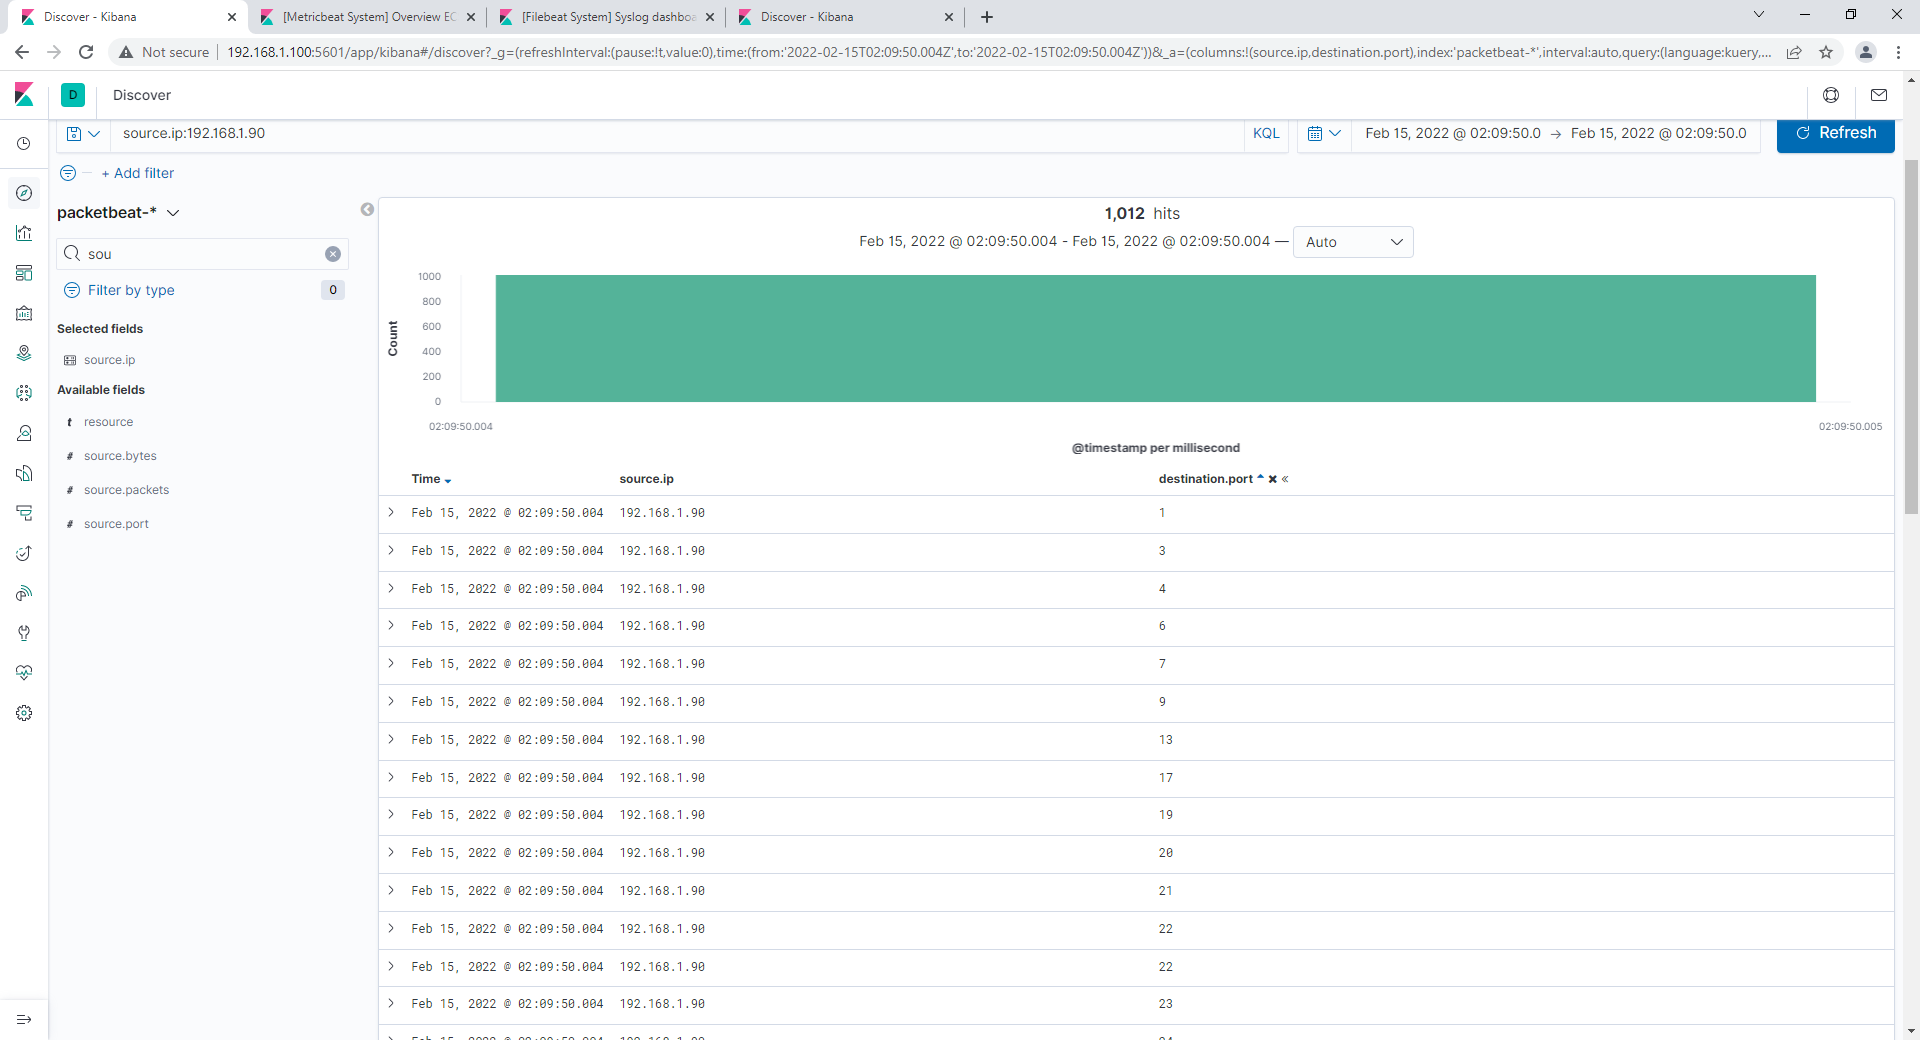 Discover - Kibana
[Metricbeat System] Overview EC
[Filebeat System] Syslog dashboa
Discover - Kibana
Not secure
192.168.1.100:5601/app/kibana#/discover?_g=(refreshInterval:(pause:!t,value:0),time:(from:'2022-02-15T02:09:50.004Z',to:'2022-02-15T02:09:50.004Z'))&_a=(columns:!(source.ip,destination.port),index:'packetbeat-*',interval:auto,query:(language:kuery,...
D
Discover
source.ip:192.168.1.90
KQL
Feb 15, 2022 @ 02:09:50.0 → Feb 15, 2022 @ 02:09:50.0
Refresh
+ Add filter
packetbeat-*
sou
Filter by type
0
Selected fields
source.ip
Available fields
t resource
# source.bytes
# source.packets
# source.port
1,012 hits
Feb 15, 2022 @ 02:09:50.004 - Feb 15, 2022 @ 02:09:50.004 —
Auto
Count
1000
800
600
400
200
0
02:09:50.004
02:09:50.005
@timestamp per millisecond
Time source.ip destination.port
Feb 15, 2022 @ 02:09:50.004 192.168.1.90 1
Feb 15, 2022 @ 02:09:50.004 192.168.1.90 3
Feb 15, 2022 @ 02:09:50.004 192.168.1.90 4
Feb 15, 2022 @ 02:09:50.004 192.168.1.90 6
Feb 15, 2022 @ 02:09:50.004 192.168.1.90 7
Feb 15, 2022 @ 02:09:50.004 192.168.1.90 9
Feb 15, 2022 @ 02:09:50.004 192.168.1.90 13
Feb 15, 2022 @ 02:09:50.004 192.168.1.90 17
Feb 15, 2022 @ 02:09:50.004 192.168.1.90 19
Feb 15, 2022 @ 02:09:50.004 192.168.1.90 20
Feb 15, 2022 @ 02:09:50.004 192.168.1.90 21
Feb 15, 2022 @ 02:09:50.004 192.168.1.90 22
Feb 15, 2022 @ 02:09:50.004 192.168.1.90 22
Feb 15, 2022 @ 02:09:50.004 192.168.1.90 23